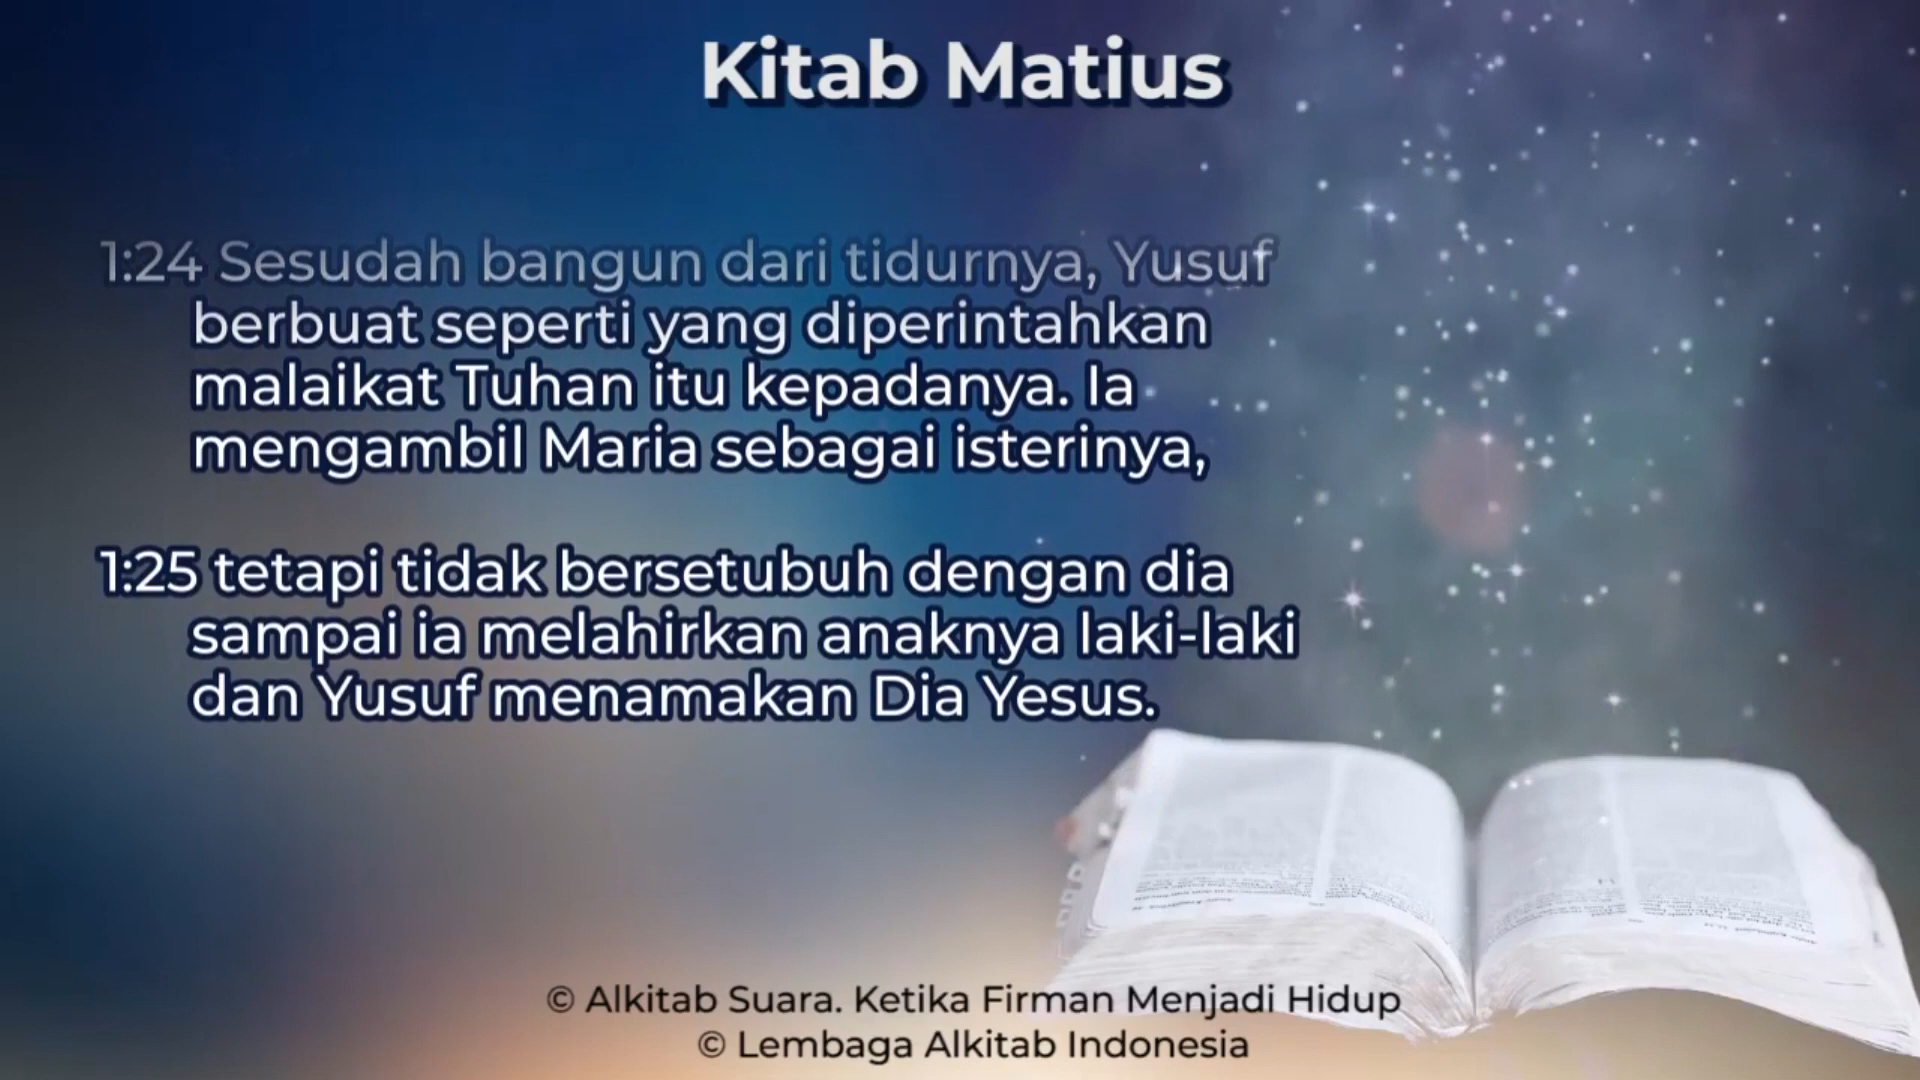 Kitab Matius
1:24 Sesudah bangun dari tidurnya, Yusuf
berbuat seperti yang diperintahkan
malaikat Tuhan itu kepadanya. Ia
mengambil Maria sebagai isterinya,
1:25 tetapi tidak bersetubuh dengan dia
sampai ia melahirkan anaknya laki-laki
dan Yusuf menamakan Dia Yesus.
© Alkitab Suara. Ketika Firman Menjadi Hidup
© Lembaga Alkitab Indonesia